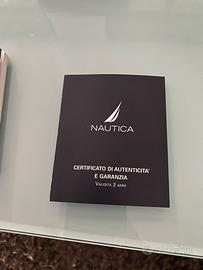 NAUTICA
CERTIFICATO DI AUTENTICITA'
E GARANZIA
VALIDITÀ 2 ANNI